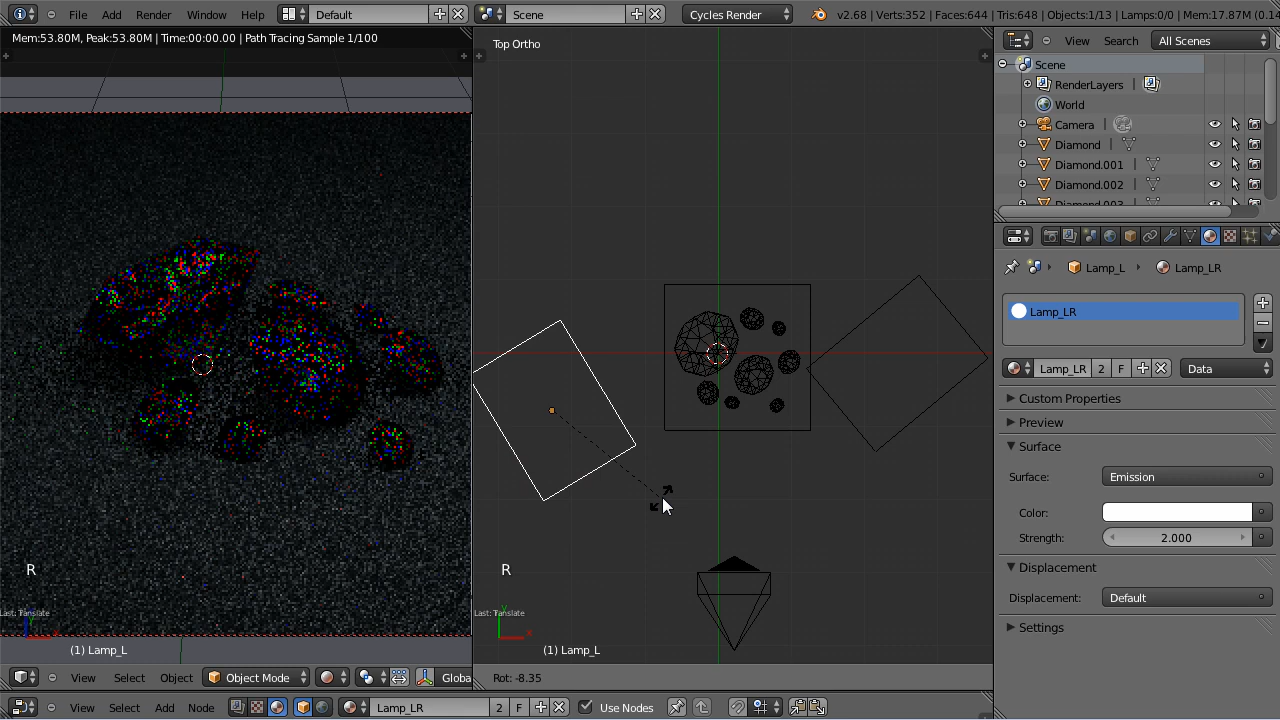 File Add Render Window Help Default Scene Cycles Render v2.68 | Verts:352 | Faces:644 | Tris:648 | Objects:1/13 | Lamps:0/0 | Mem:17.87M (0.14
Mem:53.80M, Peak:53.80M | Time:00:00.00 | Path Tracing Sample 1/100
Top Ortho
View Search All Scenes
Scene
RenderLayers
World
Camera
Diamond
Diamond.001
Diamond.002
Diamond.003
Lamp_L Lamp_LR
Lamp_LR
Lamp_LR 2 F Data
Custom Properties
Preview
Surface
Surface: Emission
Color:
Strength: 2.000
Displacement
Displacement: Default
Settings
R
R
Last: Translate
Last: Translate
(1) Lamp_L
(1) Lamp_L
View Select Object Object Mode Globa
Rot: -8.35
View Select Add Node Lamp_LR 2 F Use Nodes